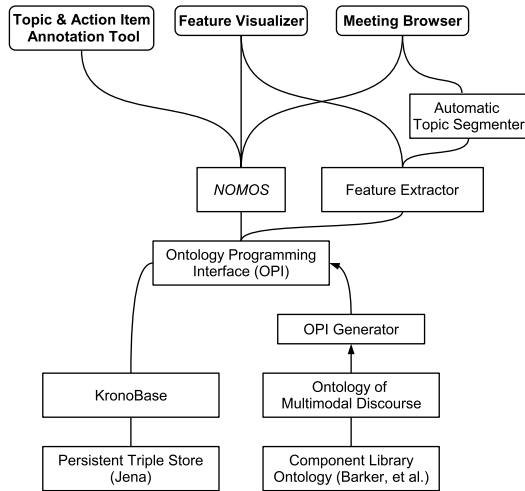 Topic & Action Item
Annotation Tool
Feature Visualizer
Meeting Browser
Automatic
Topic Segmenter
NOMOS
Feature Extractor
Ontology Programming
Interface (OPI)
OPI Generator
KronoBase
Ontology of
Multimodal Discourse
Persistent Triple Store
(Jena)
Component Library
Ontology (Barker, et al.)